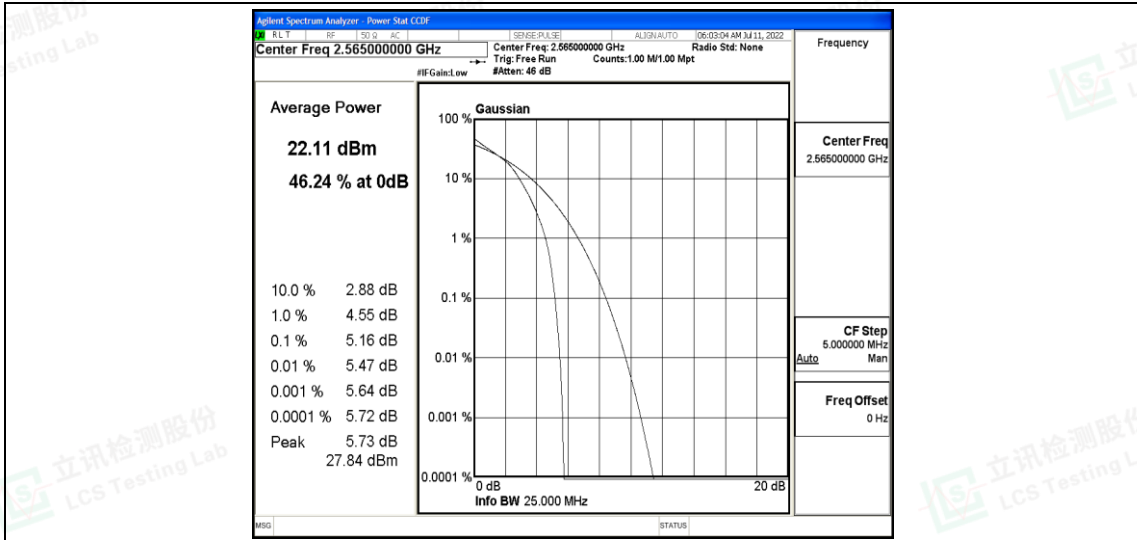 Agilent Spectrum Analyzer - Power Stat CCDF
RL T RF 50 Ω AC SENSE:PULSE ALIGNAUTO 06:03:04 AM Jul 11, 2022
Center Freq 2.565000000 GHz
Center Freq: 2.565000000 GHz Radio Std: None
Trig: Free Run Counts:1.00 M/1.00 Mpt
#IFGain:Low #Atten: 46 dB
Frequency
Average Power
22.11 dBm
46.24 % at 0dB
10.0 % 2.88 dB
1.0 % 4.55 dB
0.1 % 5.16 dB
0.01 % 5.47 dB
0.001 % 5.64 dB
0.0001 % 5.72 dB
Peak 5.73 dB
27.84 dBm
Gaussian
100 %
10 %
1 %
0.1 %
0.01 %
0.001 %
0.0001 %
0 dB 20 dB
Info BW 25.000 MHz
Center Freq
2.565000000 GHz
CF Step
5.000000 MHz
Auto Man
Freq Offset
0 Hz
MSG STATUS
立讯检测股份
LCS Testing Lab
立讯检测股份
LCS Testing L